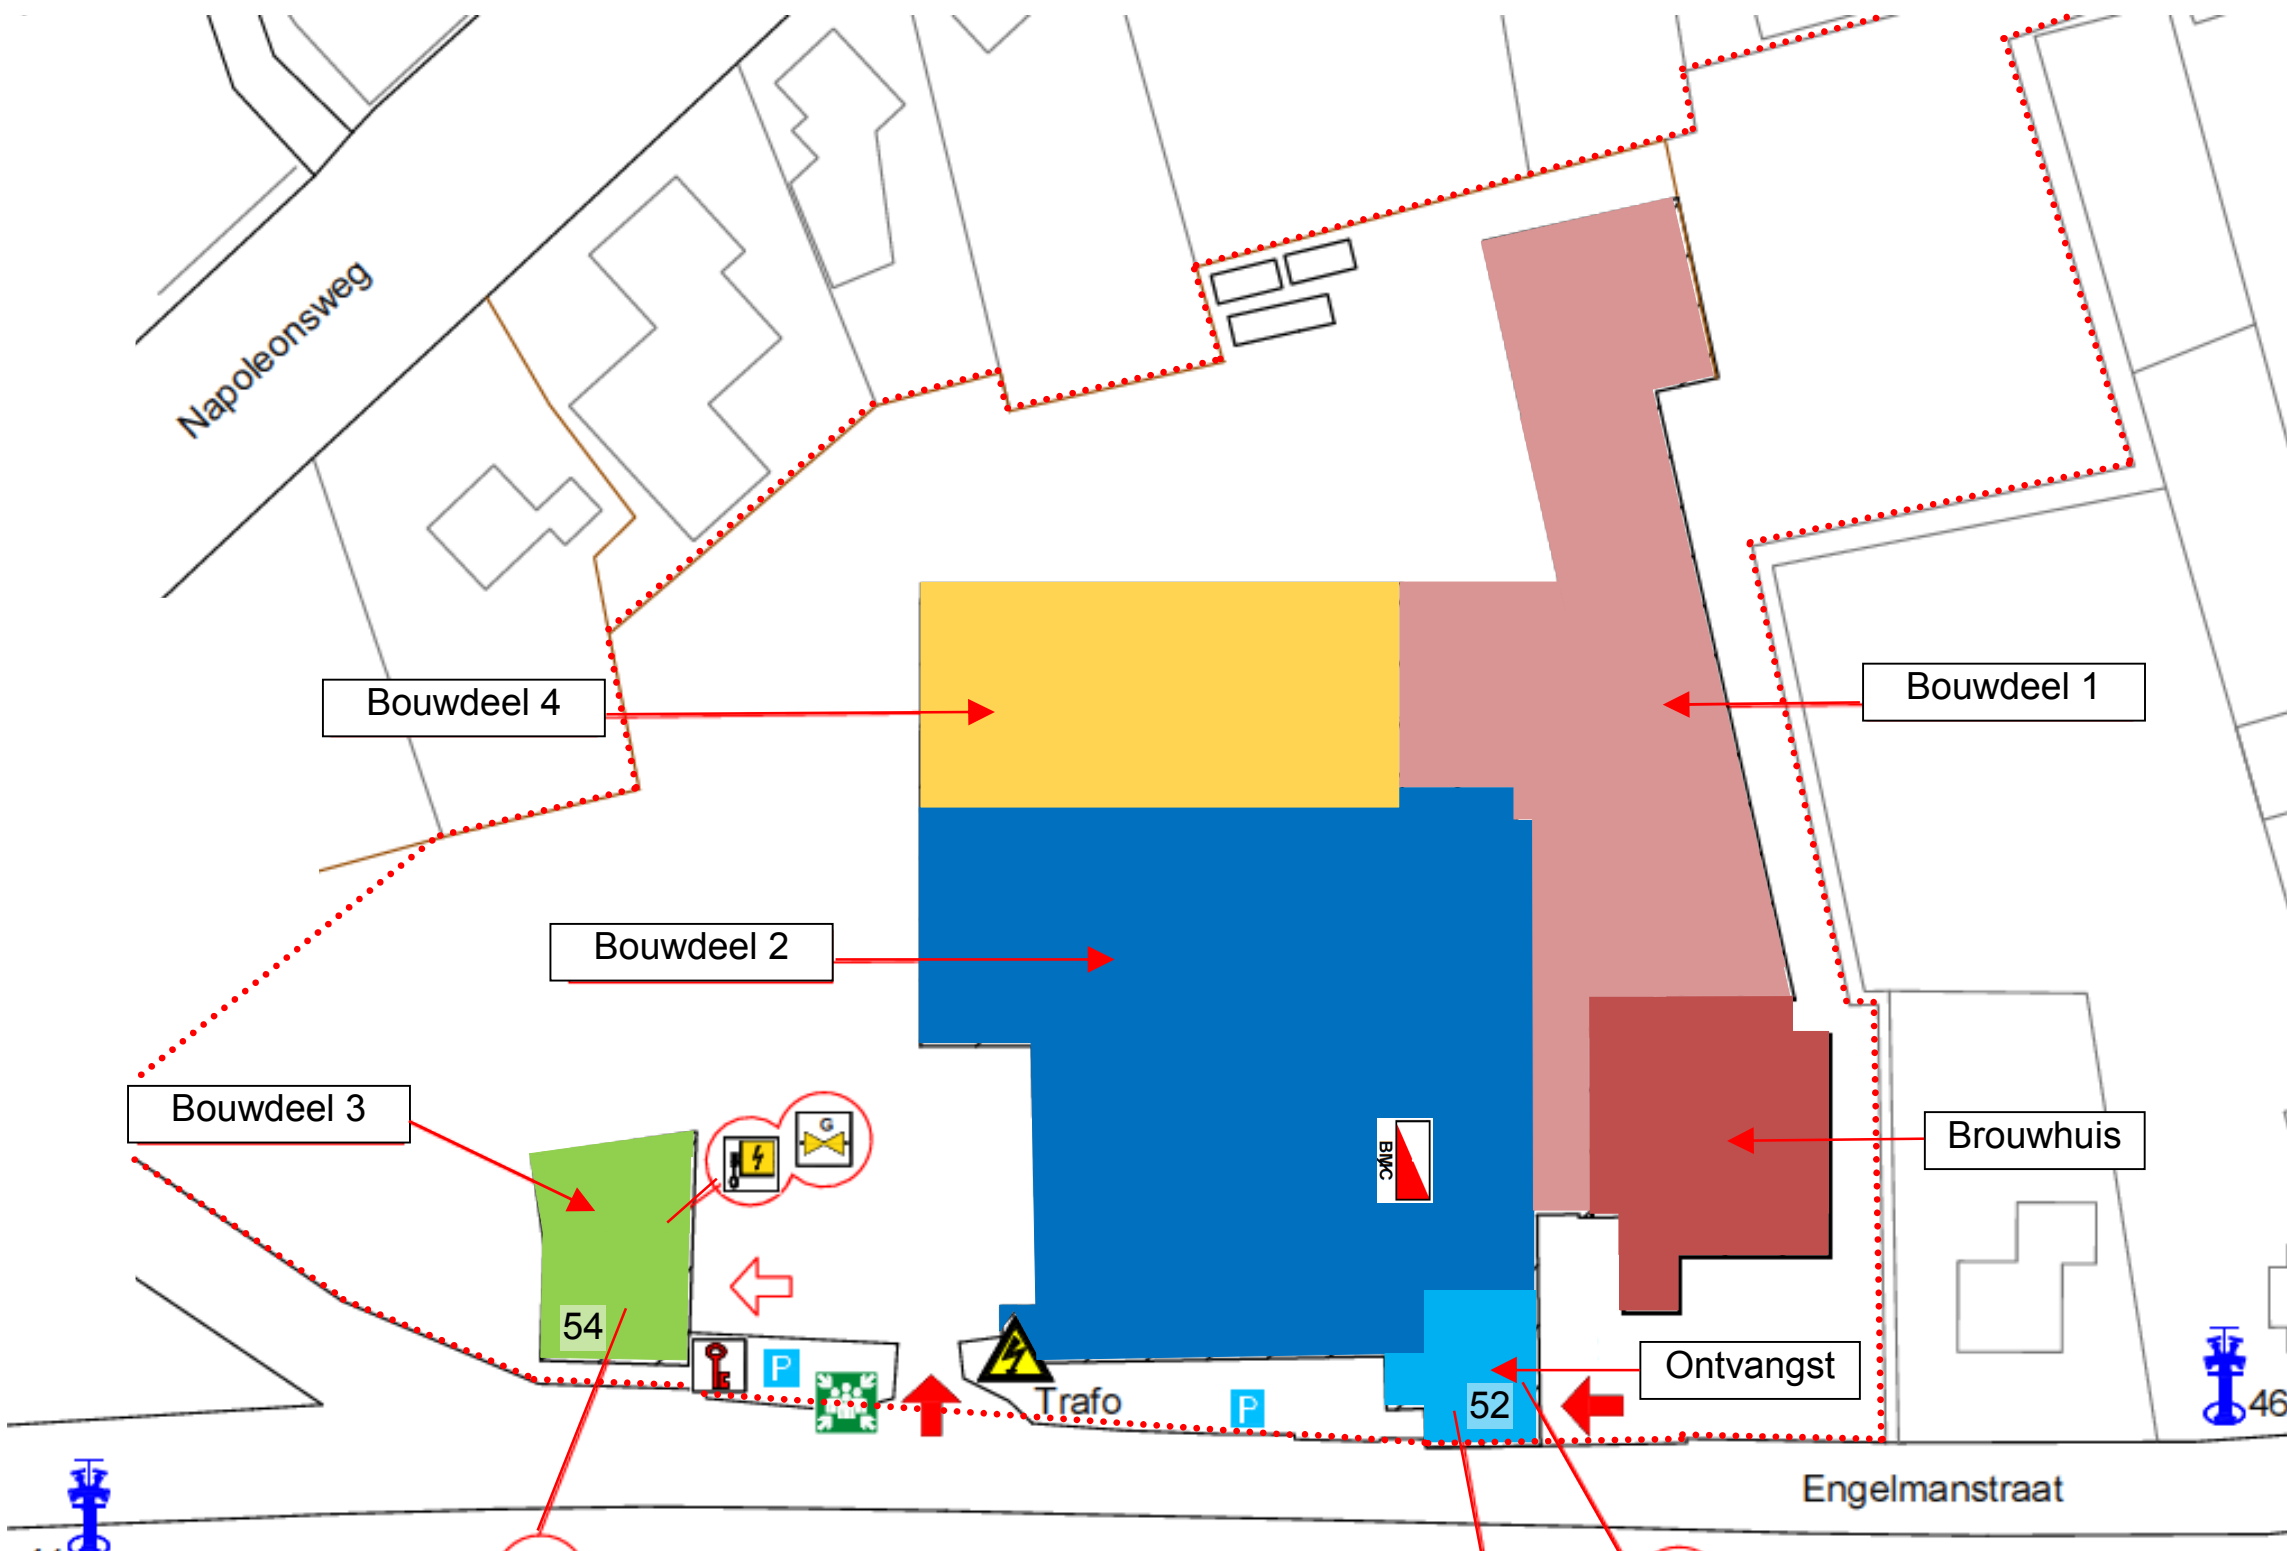 Napoleonsweg
Bouwdeel 4
Bouwdeel 1
Bouwdeel 2
Bouwdeel 3
G
BMC
Brouwhuis
54
P
Trafo
P
52
Ontvangst
46
Engelmanstraat